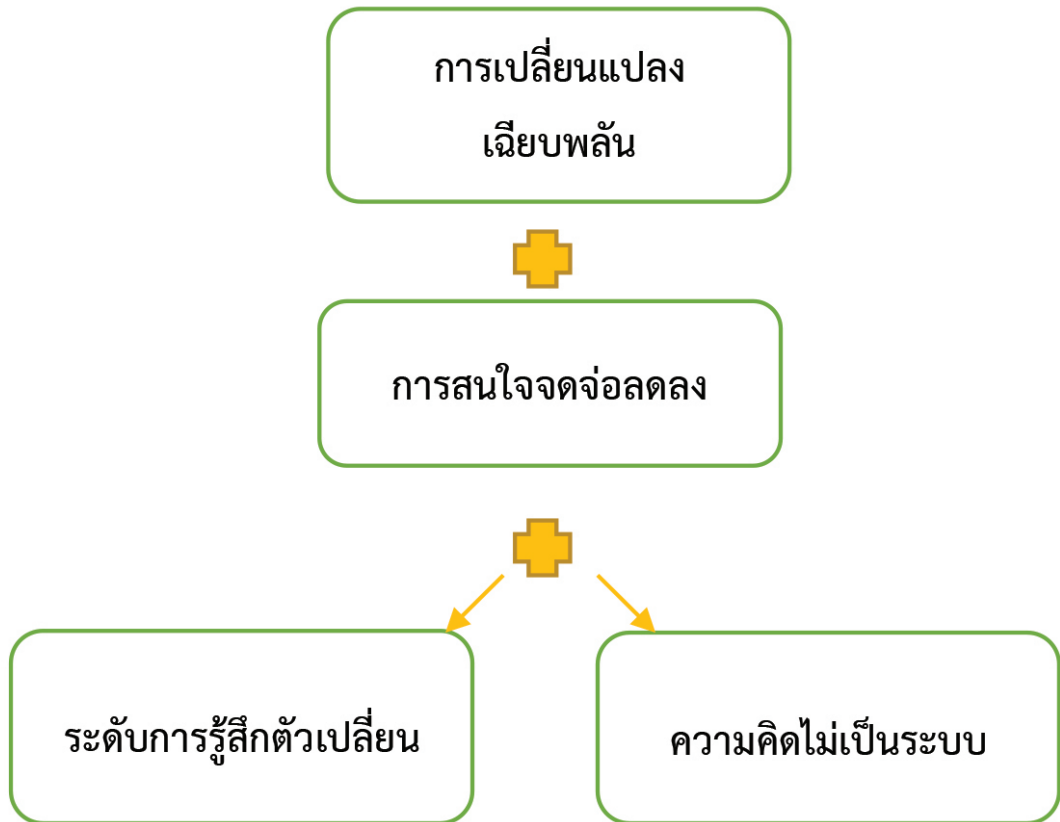 การเปลี่ยนแปลง
เฉียบพลัน
การสนใจจดจ่อลดลง
ระดับการรู้สึกตัวเปลี่ยน
ความคิดไม่เป็นระบบ